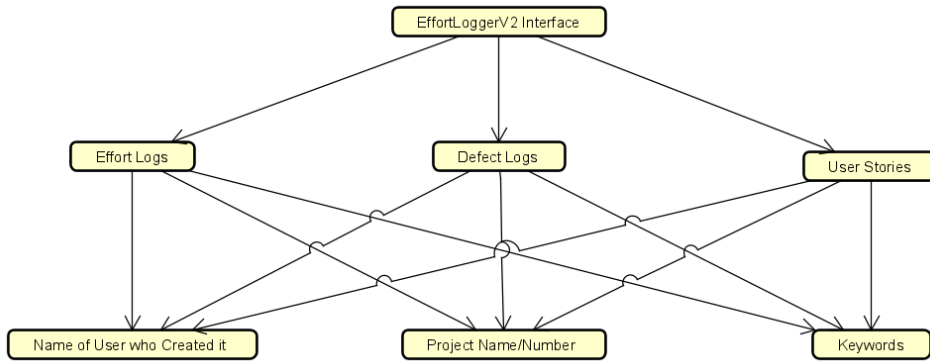 EffortLoggerV2 Interface
Effort Logs
Defect Logs
User Stories
Name of User who Created it
Project Name/Number
Keywords